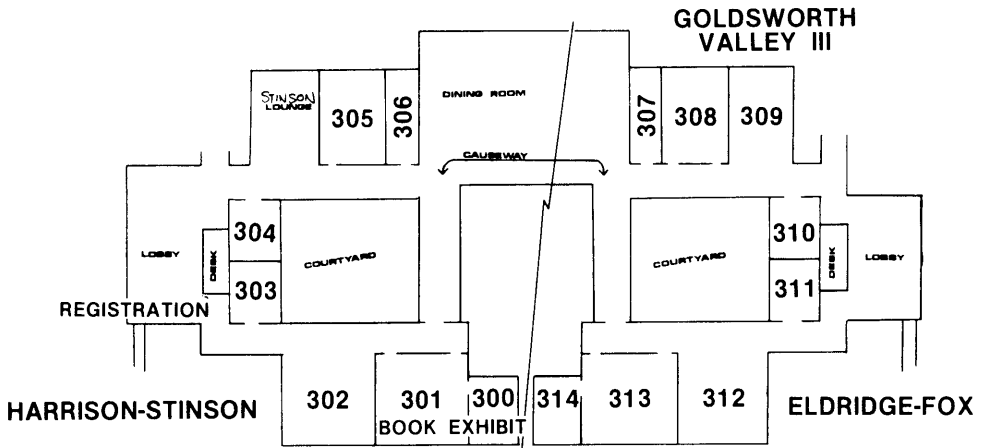 GOLDSWORTH
VALLEY III
STINSON
LOUNGE
305
306
DINING ROOM
307
308
309
CAUSEWAY
304
303
LOBBY
DESK
COURTYARD
COURTYARD
310
311
DESK
LOBBY
REGISTRATION
HARRISON-STINSON
302
301
300
314
313
312
ELDRIDGE-FOX
BOOK EXHIBIT